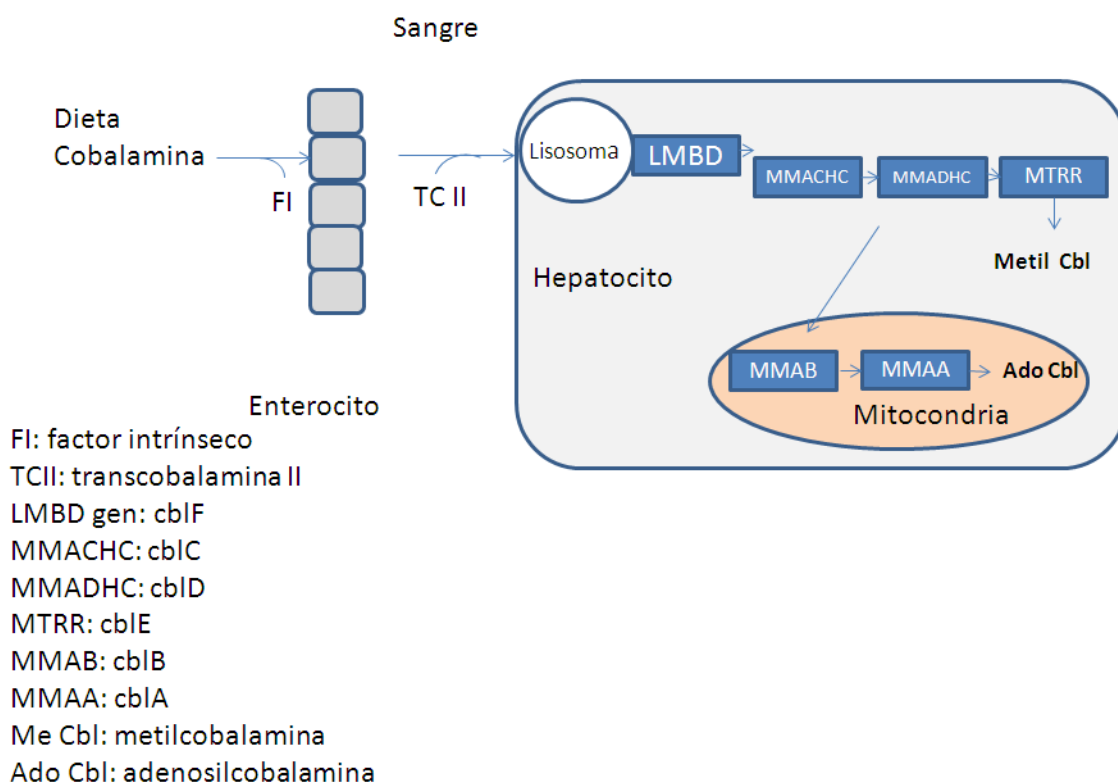 Sangre
Dieta
Cobalamina
FI
TC II
Lisosoma
LMBD
MMACHC
MMADHC
MTRR
Metil Cbl
Hepatocito
MMAB
MMAA
Ado Cbl
Mitocondria
Enterocito
FI: factor intrínseco
TCII: transcobalamina II
LMBD gen: cblF
MMACHC: cblC
MMADHC: cblD
MTRR: cblE
MMAB: cblB
MMAA: cblA
Me Cbl: metilcobalamina
Ado Cbl: adenosilcobalamina